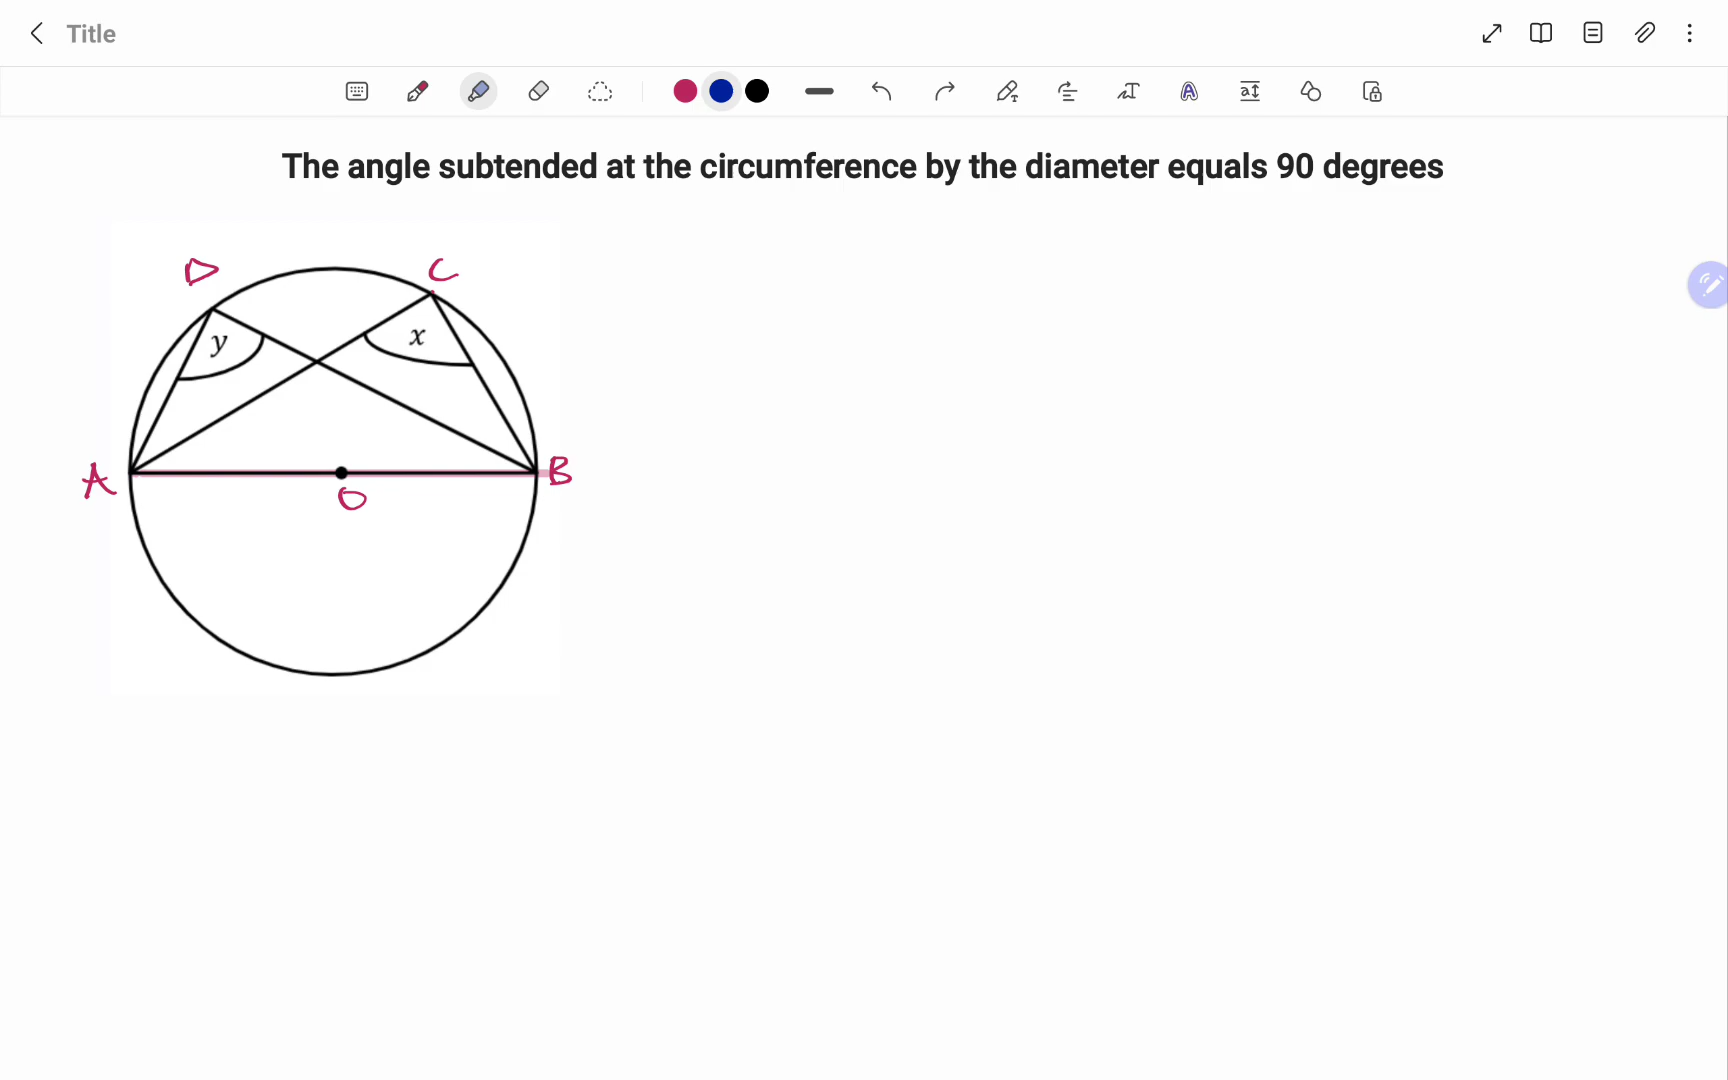 Title
The angle subtended at the circumference by the diameter equals 90 degrees
D
C
y
x
A
B
O